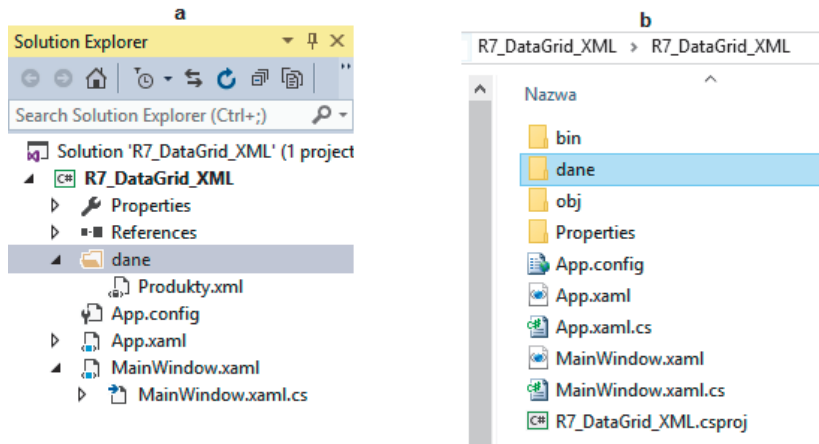 a
Solution Explorer
Search Solution Explorer (Ctrl+;)
Solution 'R7_DataGrid_XML' (1 project
C# R7_DataGrid_XML
Properties
References
dane
Produkty.xml
App.config
App.xaml
MainWindow.xaml
MainWindow.xaml.cs
b
R7_DataGrid_XML > R7_DataGrid_XML
Nazwa
bin
dane
obj
Properties
App.config
App.xaml
App.xaml.cs
MainWindow.xaml
MainWindow.xaml.cs
C# R7_DataGrid_XML.csproj